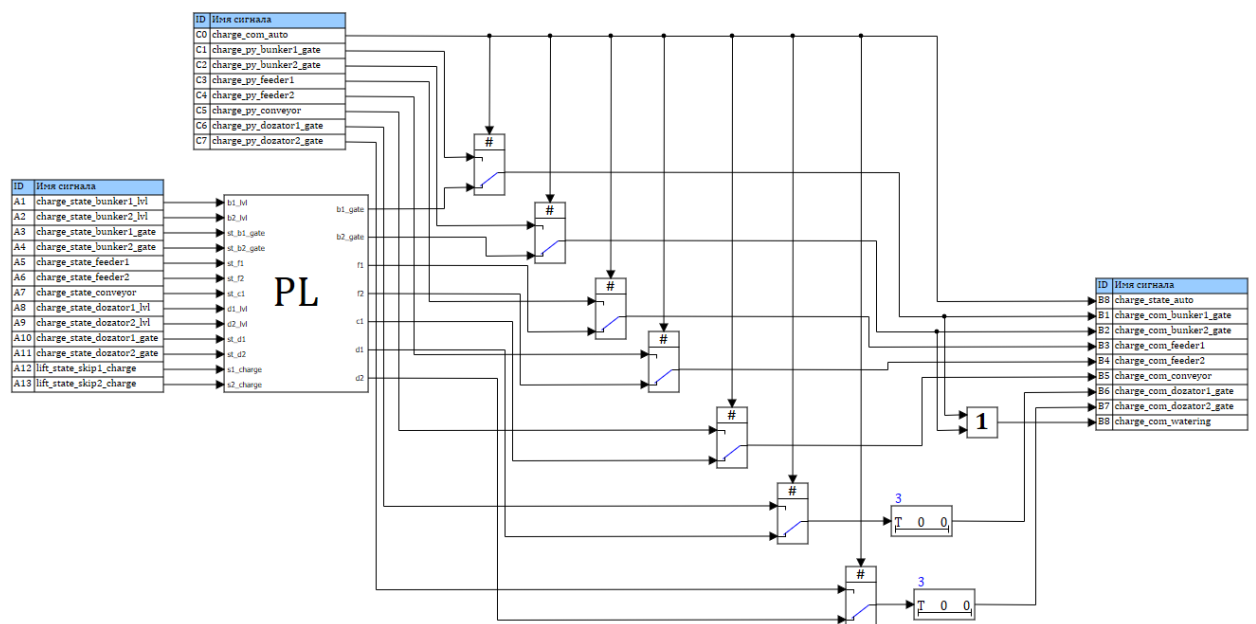 ID Имя сигнала
C0 charge_com_auto
C1 charge_py_bunker1_gate
C2 charge_py_bunker2_gate
C3 charge_py_feeder1
C4 charge_py_feeder2
C5 charge_py_conveyor
C6 charge_py_dozator1_gate
C7 charge_py_dozator2_gate
ID Имя сигнала
A1 charge_state_bunker1_lvl
A2 charge_state_bunker2_lvl
A3 charge_state_bunker1_gate
A4 charge_state_bunker2_gate
A5 charge_state_feeder1
A6 charge_state_feeder2
A7 charge_state_conveyor
A8 charge_state_dozator1_lvl
A9 charge_state_dozator2_lvl
A10 charge_state_dozator1_gate
A11 charge_state_dozator2_gate
A12 lift_state_skip1_charge
A13 lift_state_skip2_charge
b1_lvl
b2_lvl
st_b1_gate
st_b2_gate
st_f1
st_f2
st_c1
d1_lvl
d2_lvl
st_d1
st_d2
s1_charge
s2_charge
PL
b1_gate
b2_gate
f1
f2
c1
d1
d2
#
#
#
#
#
#
#
3
T 0 0
3
T 0 0
1
ID Имя сигнала
B8 charge_state_auto
B1 charge_com_bunker1_gate
B2 charge_com_bunker2_gate
B3 charge_com_feeder1
B4 charge_com_feeder2
B5 charge_com_conveyor
B6 charge_com_dozator1_gate
B7 charge_com_dozator2_gate
B8 charge_com_watering